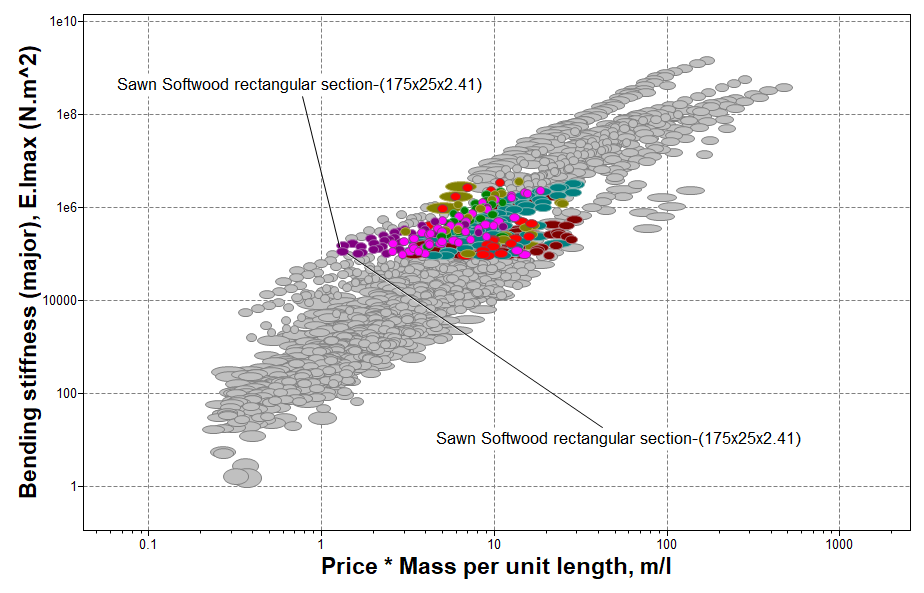 Bending stiffness (major), E.Imax (N.m^2)
1e10
1e8
1e6
10000
100
1
Sawn Softwood rectangular section-(175x25x2.41)
Sawn Softwood rectangular section-(175x25x2.41)
0.1 1 10 100 1000
Price * Mass per unit length, m/l